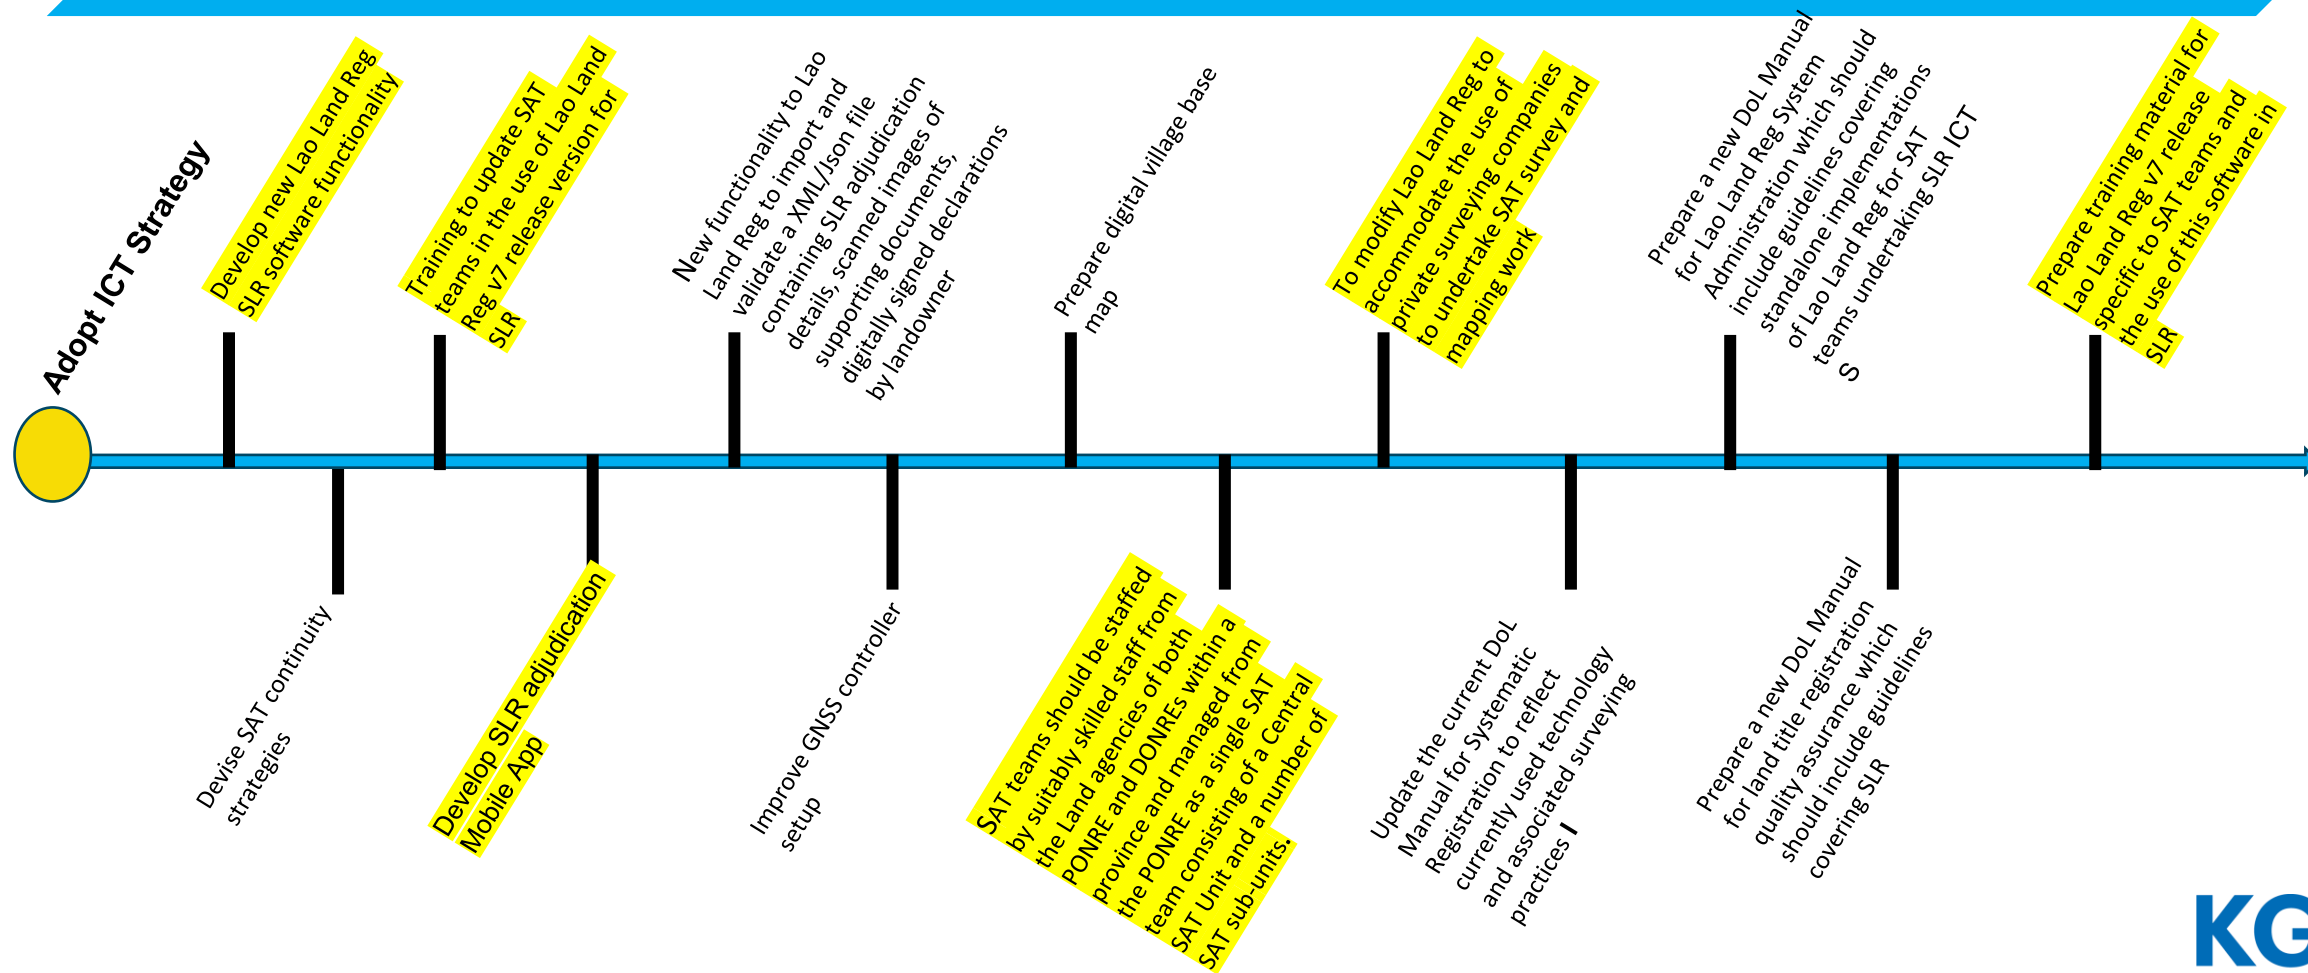 Adopt ICT Strategy
Develop new Lao Land Reg
SLR software functionality
Devise SAT continuity
strategies
Training to update SAT
teams in the use of Lao Land
Reg v7 release version for
SLR
Develop SLR adjudication
Mobile App
New functionality to Lao
Land Reg to import and
validate a XML/Json file
containing SLR adjudication
details, scanned images of
supporting documents,
digitally signed declarations
by landowner
Improve GNSS controller
setup
Prepare digital village base
map
SAT teams should be staffed
by suitably skilled staff from
the Land agencies of both
PONRE and DONREs within a
province and managed from
the PONRE as a single SAT
team consisting of a Central
SAT Unit and a number of
SAT sub-units.
To modify Lao Land Reg to
accommodate the use of
private surveying companies
to undertake SAT survey and
mapping work
Update the current DoL
Manual for Systematic
Registration to reflect
currently used technology
and associated surveying
practices I
Prepare a new DoL Manual
for Lao Land Reg System
Administration which should
include guidelines covering
standalone implementations
of Lao Land Reg for SAT
teams undertaking SLR ICT
S
Prepare a new DoL Manual
for land title registration
quality assurance which
should include guidelines
covering SLR
Prepare training material for
Lao Land Reg v7 release
specific to SAT teams and
the use of this software in
SLR
KG